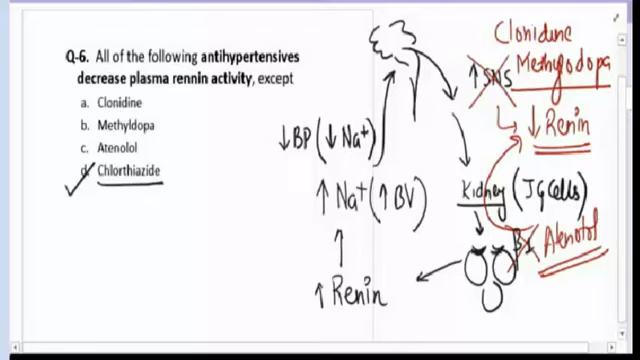 Q-6. All of the following antihypertensives
decrease plasma rennin activity, except
a. Clonidine
b. Methyldopa
c. Atenolol
d. Chlorthiazide
Clonidine
Methyldopa
↑ SNS
↓ Renin
↓BP (↓ Na+)
↑ Na+ (↑ BV)
Kidney (JG Cells)
↑
β1
Atenolol
↑ Renin